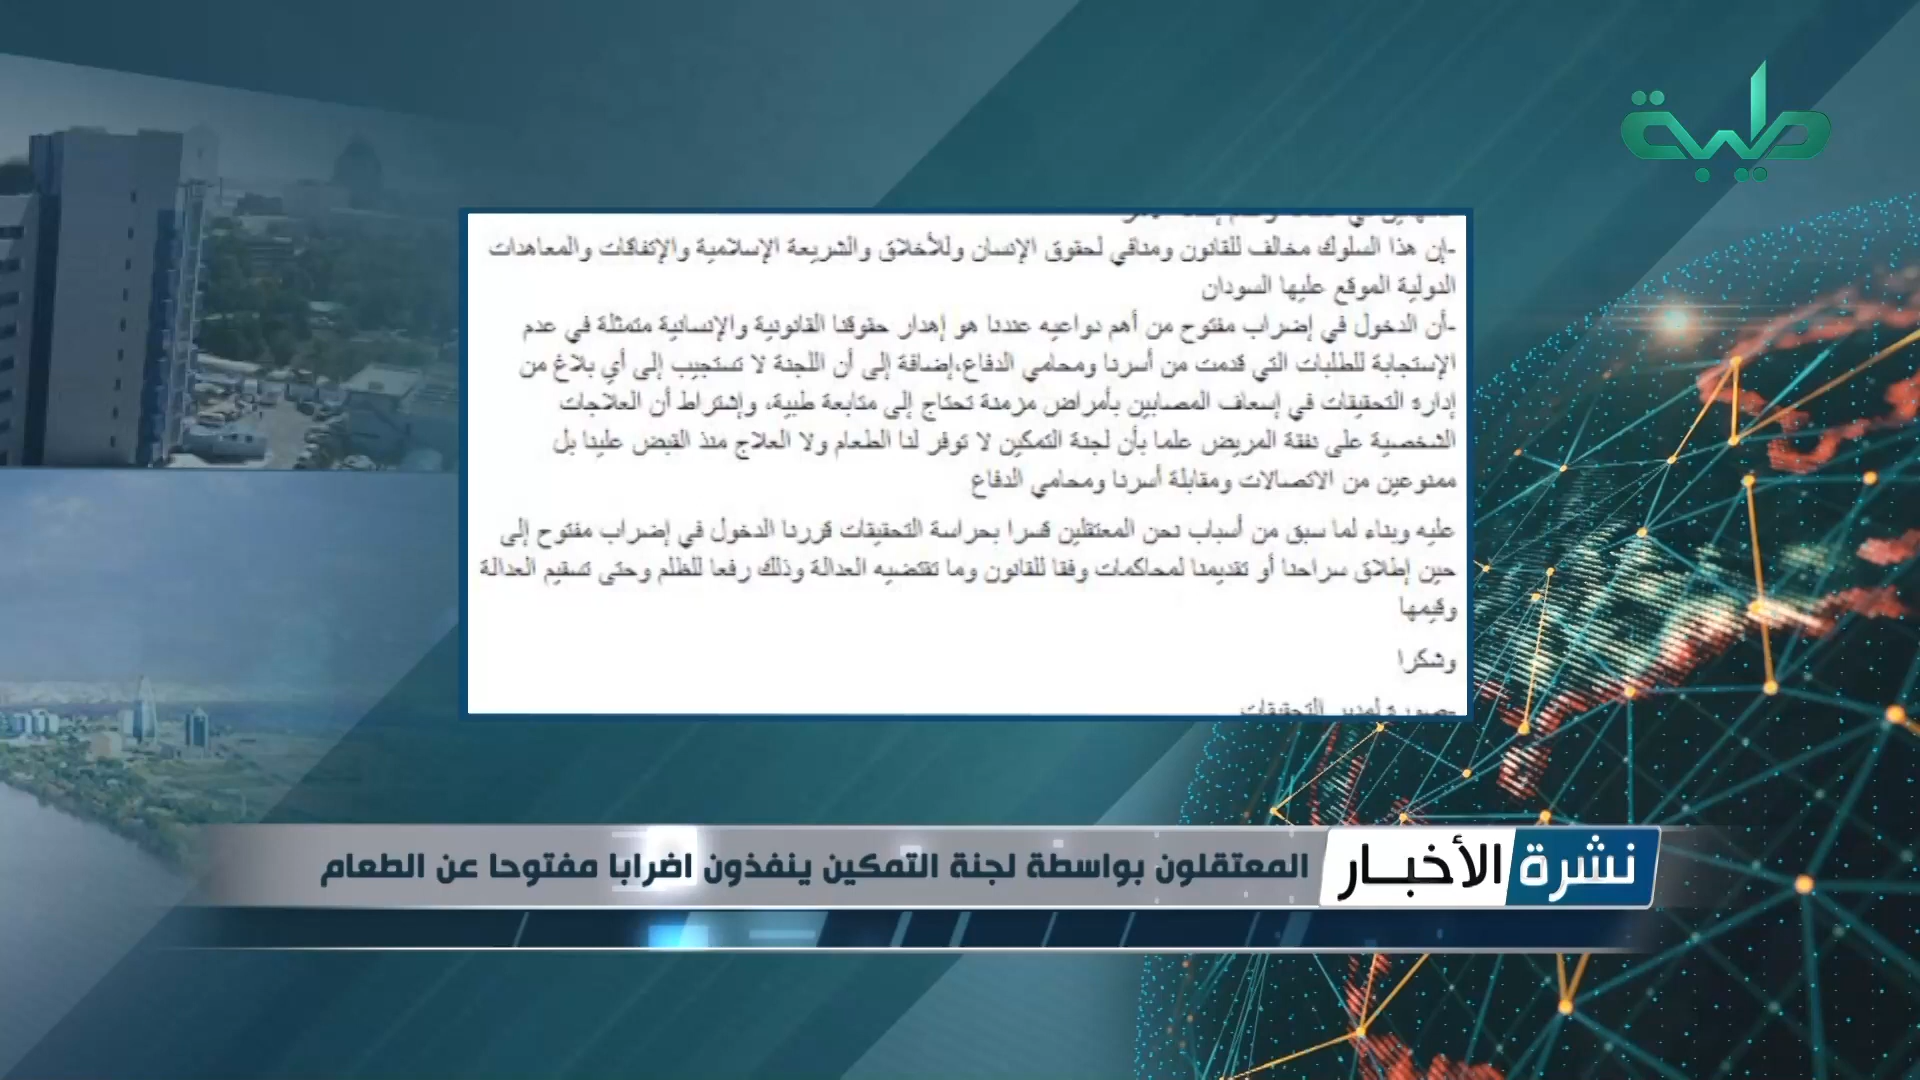 طيبة
-إن هذا السلوك مخالف للقانون ومنافي لحقوق الإنسان وللأخلاق والشريعة الإسلامية والإتفاقات والمعاهدات
الدولية الموقع عليها السودان
-أن الدخول في إضراب مفتوح من أهم دواعيه عندنا هو إهدار حقوقنا القانونية والإنسانية متمثلة في عدم
الإستجابة للطلبات التي قدمت من أسرنا ومحامي الدفاع،إضافة إلى أن اللجنة لا تستجيب إلى أي بلاغ من
إدارة التحقيقات في إسعاف المصابين بأمراض مزمنة تحتاج إلى متابعة طبية، وإشتراط أن العلاجات
الشخصية على نفقة المريض علما بأن لجنة التمكين لا توفر لنا الطعام ولا العلاج منذ القبض علينا بل
ممنوعين من الاتصالات ومقابلة أسرنا ومحامي الدفاع
عليه وبناء لما سبق من أسباب نحن المعتقلين قسرا بحراسة التحقيقات قررنا الدخول في إضراب مفتوح إلى
حين إطلاق سراحنا أو تقديمنا لمحاكمات وفقا للقانون وما تقتضيه العدالة وذلك رفعا للظلم وحتى تستقيم العدالة
وقيمها
وشكرا
-صورة لمدير التحقيقات
نشرة الأخبار
المعتقلون بواسطة لجنة التمكين ينفذون اضرابا مفتوحا عن الطعام